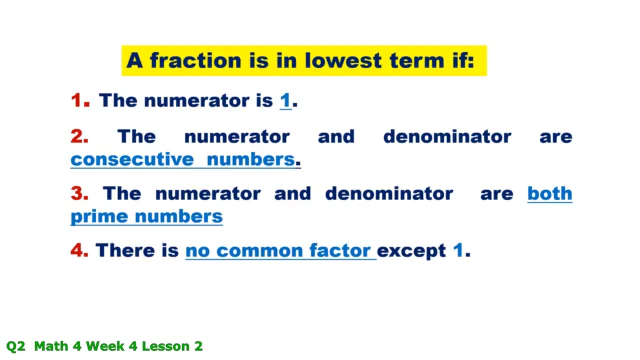 A fraction is in lowest term if:
1. The numerator is 1.
2. The numerator and denominator are
consecutive numbers.
3. The numerator and denominator are both
prime numbers
4. There is no common factor except 1.
Q2 Math 4 Week 4 Lesson 2